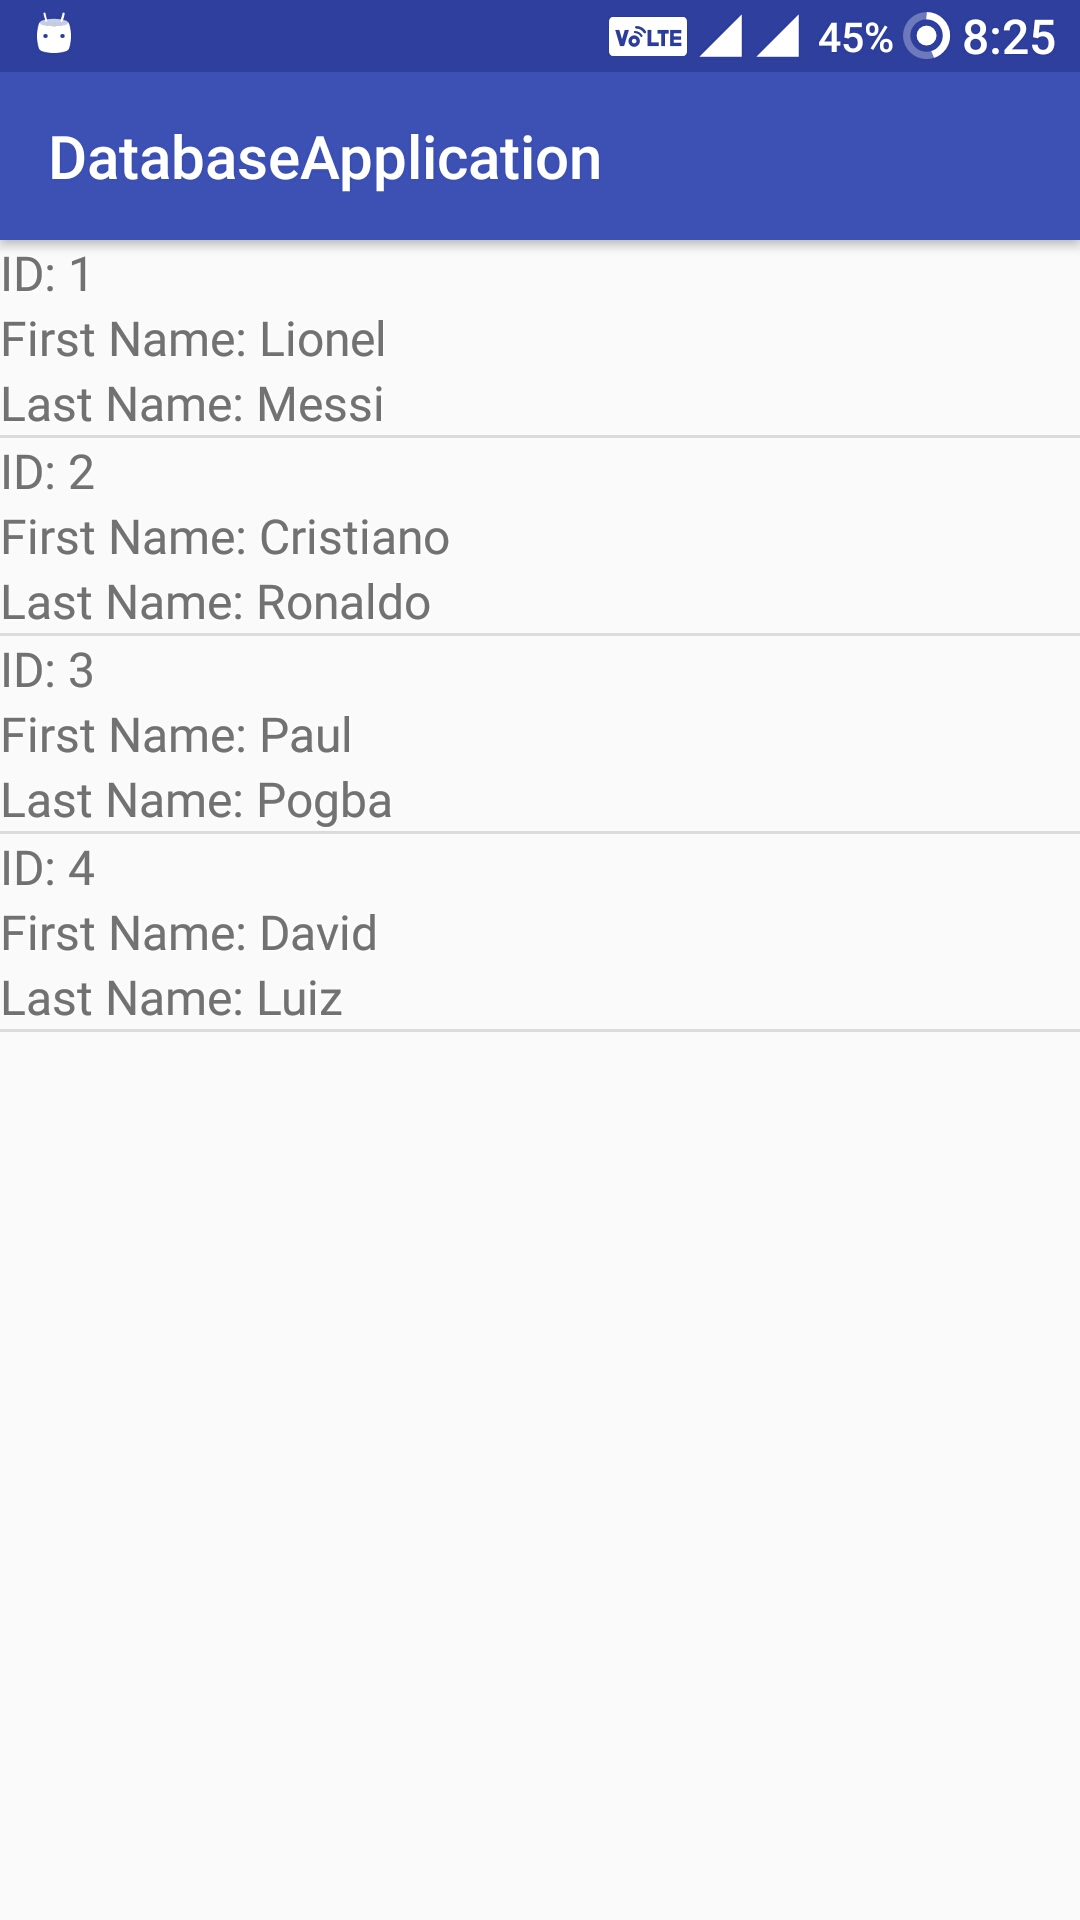 VoLTE 45% 8:25
DatabaseApplication
ID: 1
First Name: Lionel
Last Name: Messi
ID: 2
First Name: Cristiano
Last Name: Ronaldo
ID: 3
First Name: Paul
Last Name: Pogba
ID: 4
First Name: David
Last Name: Luiz